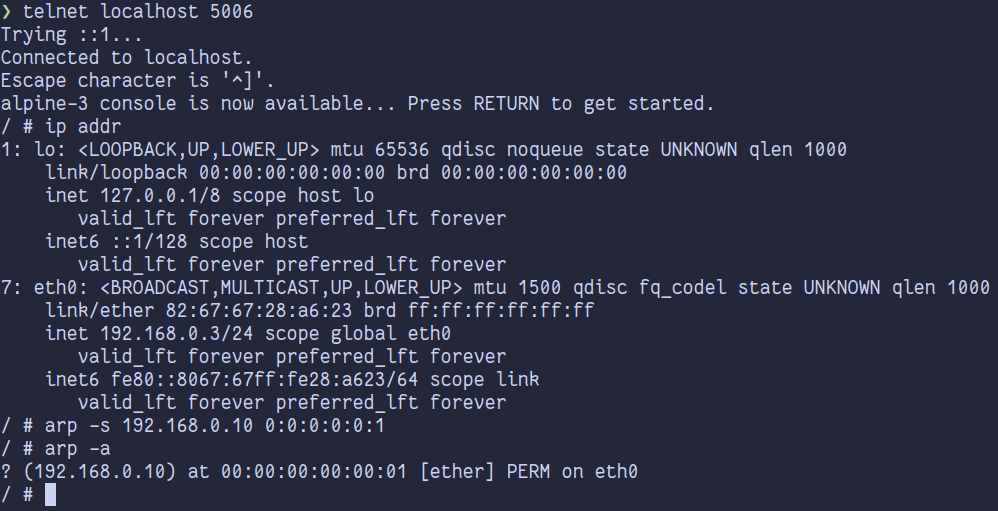 ❯ telnet localhost 5006
Trying ::1...
Connected to localhost.
Escape character is '^]'.
alpine-3 console is now available... Press RETURN to get started.
/ # ip addr
1: lo: <LOOPBACK,UP,LOWER_UP> mtu 65536 qdisc noqueue state UNKNOWN qlen 1000
    link/loopback 00:00:00:00:00:00 brd 00:00:00:00:00:00
    inet 127.0.0.1/8 scope host lo
       valid_lft forever preferred_lft forever
    inet6 ::1/128 scope host
       valid_lft forever preferred_lft forever
7: eth0: <BROADCAST,MULTICAST,UP,LOWER_UP> mtu 1500 qdisc fq_codel state UNKNOWN qlen 1000
    link/ether 82:67:67:28:a6:23 brd ff:ff:ff:ff:ff:ff
    inet 192.168.0.3/24 scope global eth0
       valid_lft forever preferred_lft forever
    inet6 fe80::8067:67ff:fe28:a623/64 scope link
       valid_lft forever preferred_lft forever
/ # arp -s 192.168.0.10 0:0:0:0:0:1
/ # arp -a
? (192.168.0.10) at 00:00:00:00:00:01 [ether] PERM on eth0
/ #